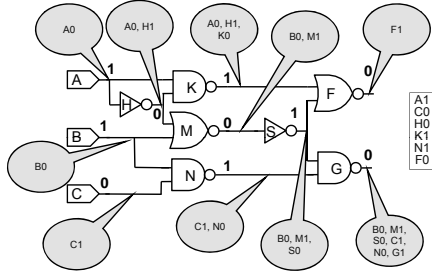 A0
A0, H1
A0, H1,
K0
B0, M1
F1
A
1
H
0
K
1
F
0
B
1
M
0
S
1
A1
C0
H0
K1
N1
F0
B0
N
1
G
0
C
0
C1
C1, N0
B0, M1,
S0
B0, M1,
S0, C1,
N0, G1